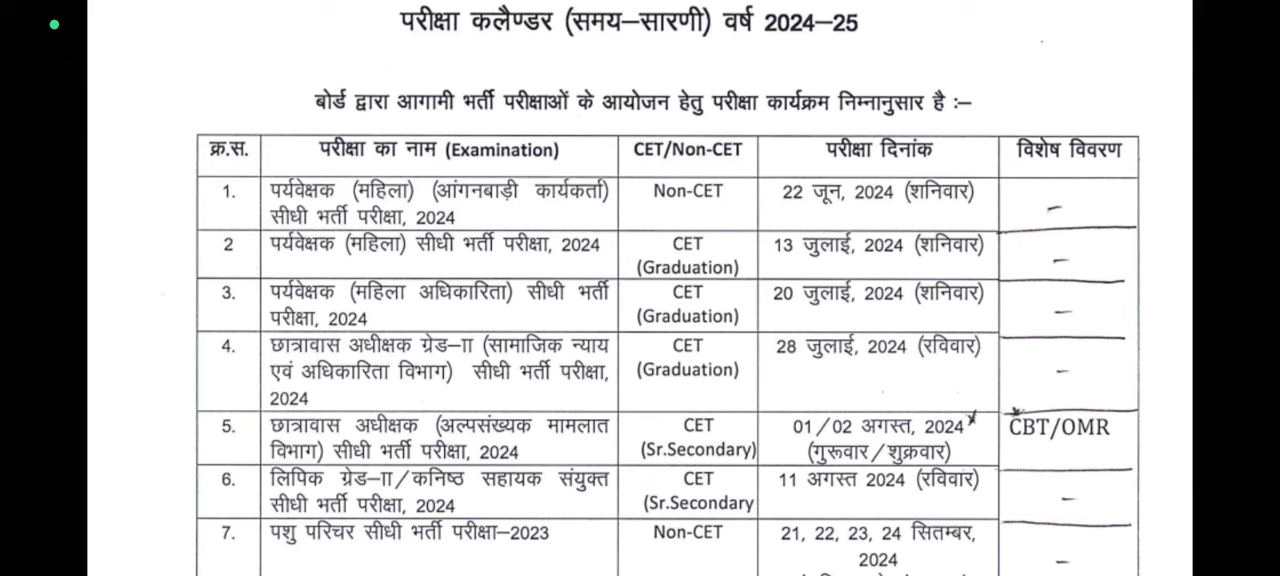 परीक्षा कलैण्डर (समय–सारणी) वर्ष 2024–25
बोर्ड द्वारा आगामी भर्ती परीक्षाओं के आयोजन हेतु परीक्षा कार्यक्रम निम्नानुसार है :–
क्र.स. परीक्षा का नाम (Examination) CET/Non-CET परीक्षा दिनांक विशेष विवरण
1. पर्यवेक्षक (महिला) (आंगनबाड़ी कार्यकर्ता) Non-CET 22 जून, 2024 (शनिवार) –
सीधी भर्ती परीक्षा, 2024
2 पर्यवेक्षक (महिला) सीधी भर्ती परीक्षा, 2024 CET 13 जुलाई, 2024 (शनिवार) –
(Graduation)
3. पर्यवेक्षक (महिला अधिकारिता) सीधी भर्ती CET 20 जुलाई, 2024 (शनिवार) –
परीक्षा, 2024 (Graduation)
4. छात्रावास अधीक्षक ग्रेड–II (सामाजिक न्याय CET 28 जुलाई, 2024 (रविवार)
एवं अधिकारिता विभाग) सीधी भर्ती परीक्षा, (Graduation) –
2024
5. छात्रावास अधीक्षक (अल्पसंख्यक मामलात CET 01/02 अगस्त, 2024* *CBT/OMR
विभाग) सीधी भर्ती परीक्षा, 2024 (Sr.Secondary) (गुरूवार/शुक्रवार)
6. लिपिक ग्रेड–II/कनिष्ठ सहायक संयुक्त CET 11 अगस्त 2024 (रविवार)
सीधी भर्ती परीक्षा, 2024 (Sr.Secondary –
7. पशु परिचर सीधी भर्ती परीक्षा–2023 Non-CET 21, 22, 23, 24 सितम्बर,
2024 –